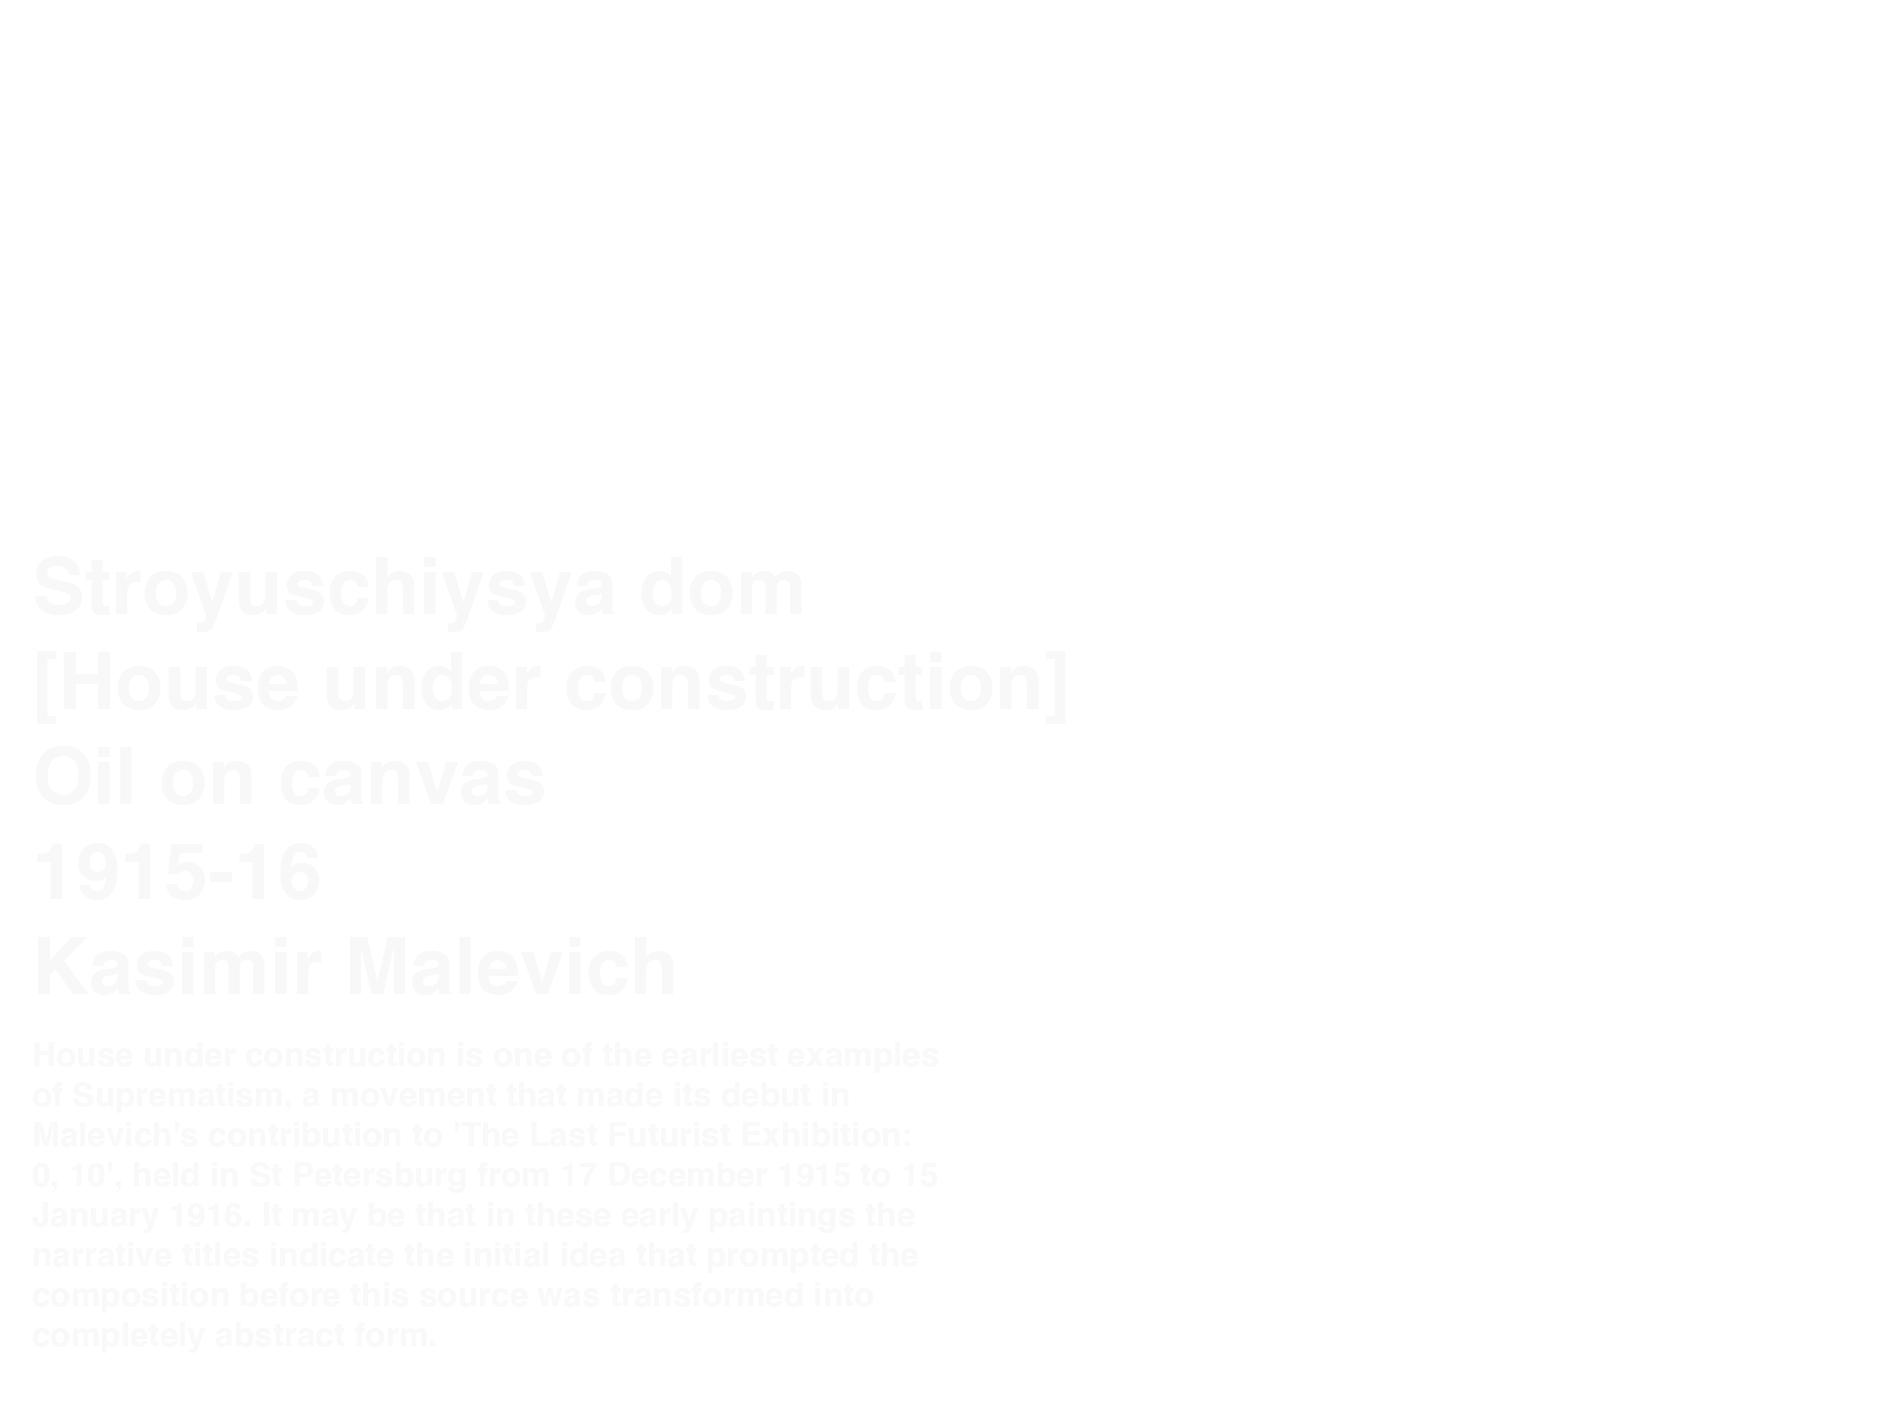 Stroyuschiysya dom
[House under construction]
Oil on canvas
1915-16
Kasimir Malevich
House under construction is one of the earliest examples
of Suprematism, a movement that made its debut in
Malevich's contribution to 'The Last Futurist Exhibition:
0, 10', held in St Petersburg from 17 December 1915 to 15
January 1916. It may be that in these early paintings the
narrative titles indicate the initial idea that prompted the
composition before this source was transformed into
completely abstract form.